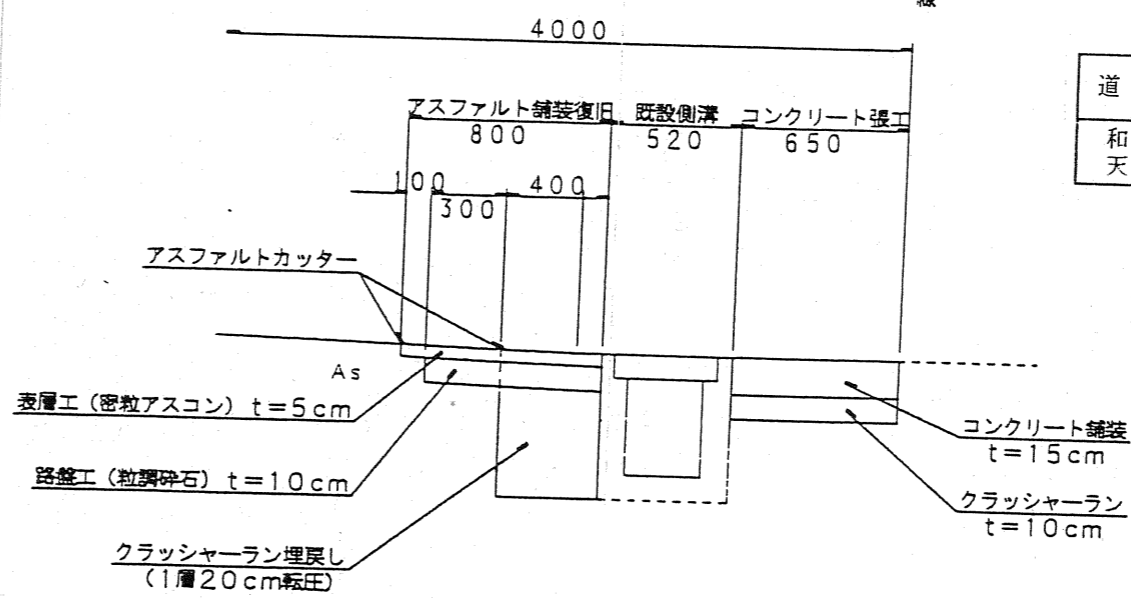 線
4000
道
和
天
アスファルト舗装復旧 既設側溝 コンクリート張工
800 520 650
100 400
300
アスファルトカッター
As
表層工(密粒アスコン) t=5cm
コンクリート舗装
t=15cm
路盤工(粒調砕石) t=10cm
クラッシャーラン
t=10cm
クラッシャーラン埋戻し
(1層20cm転圧)